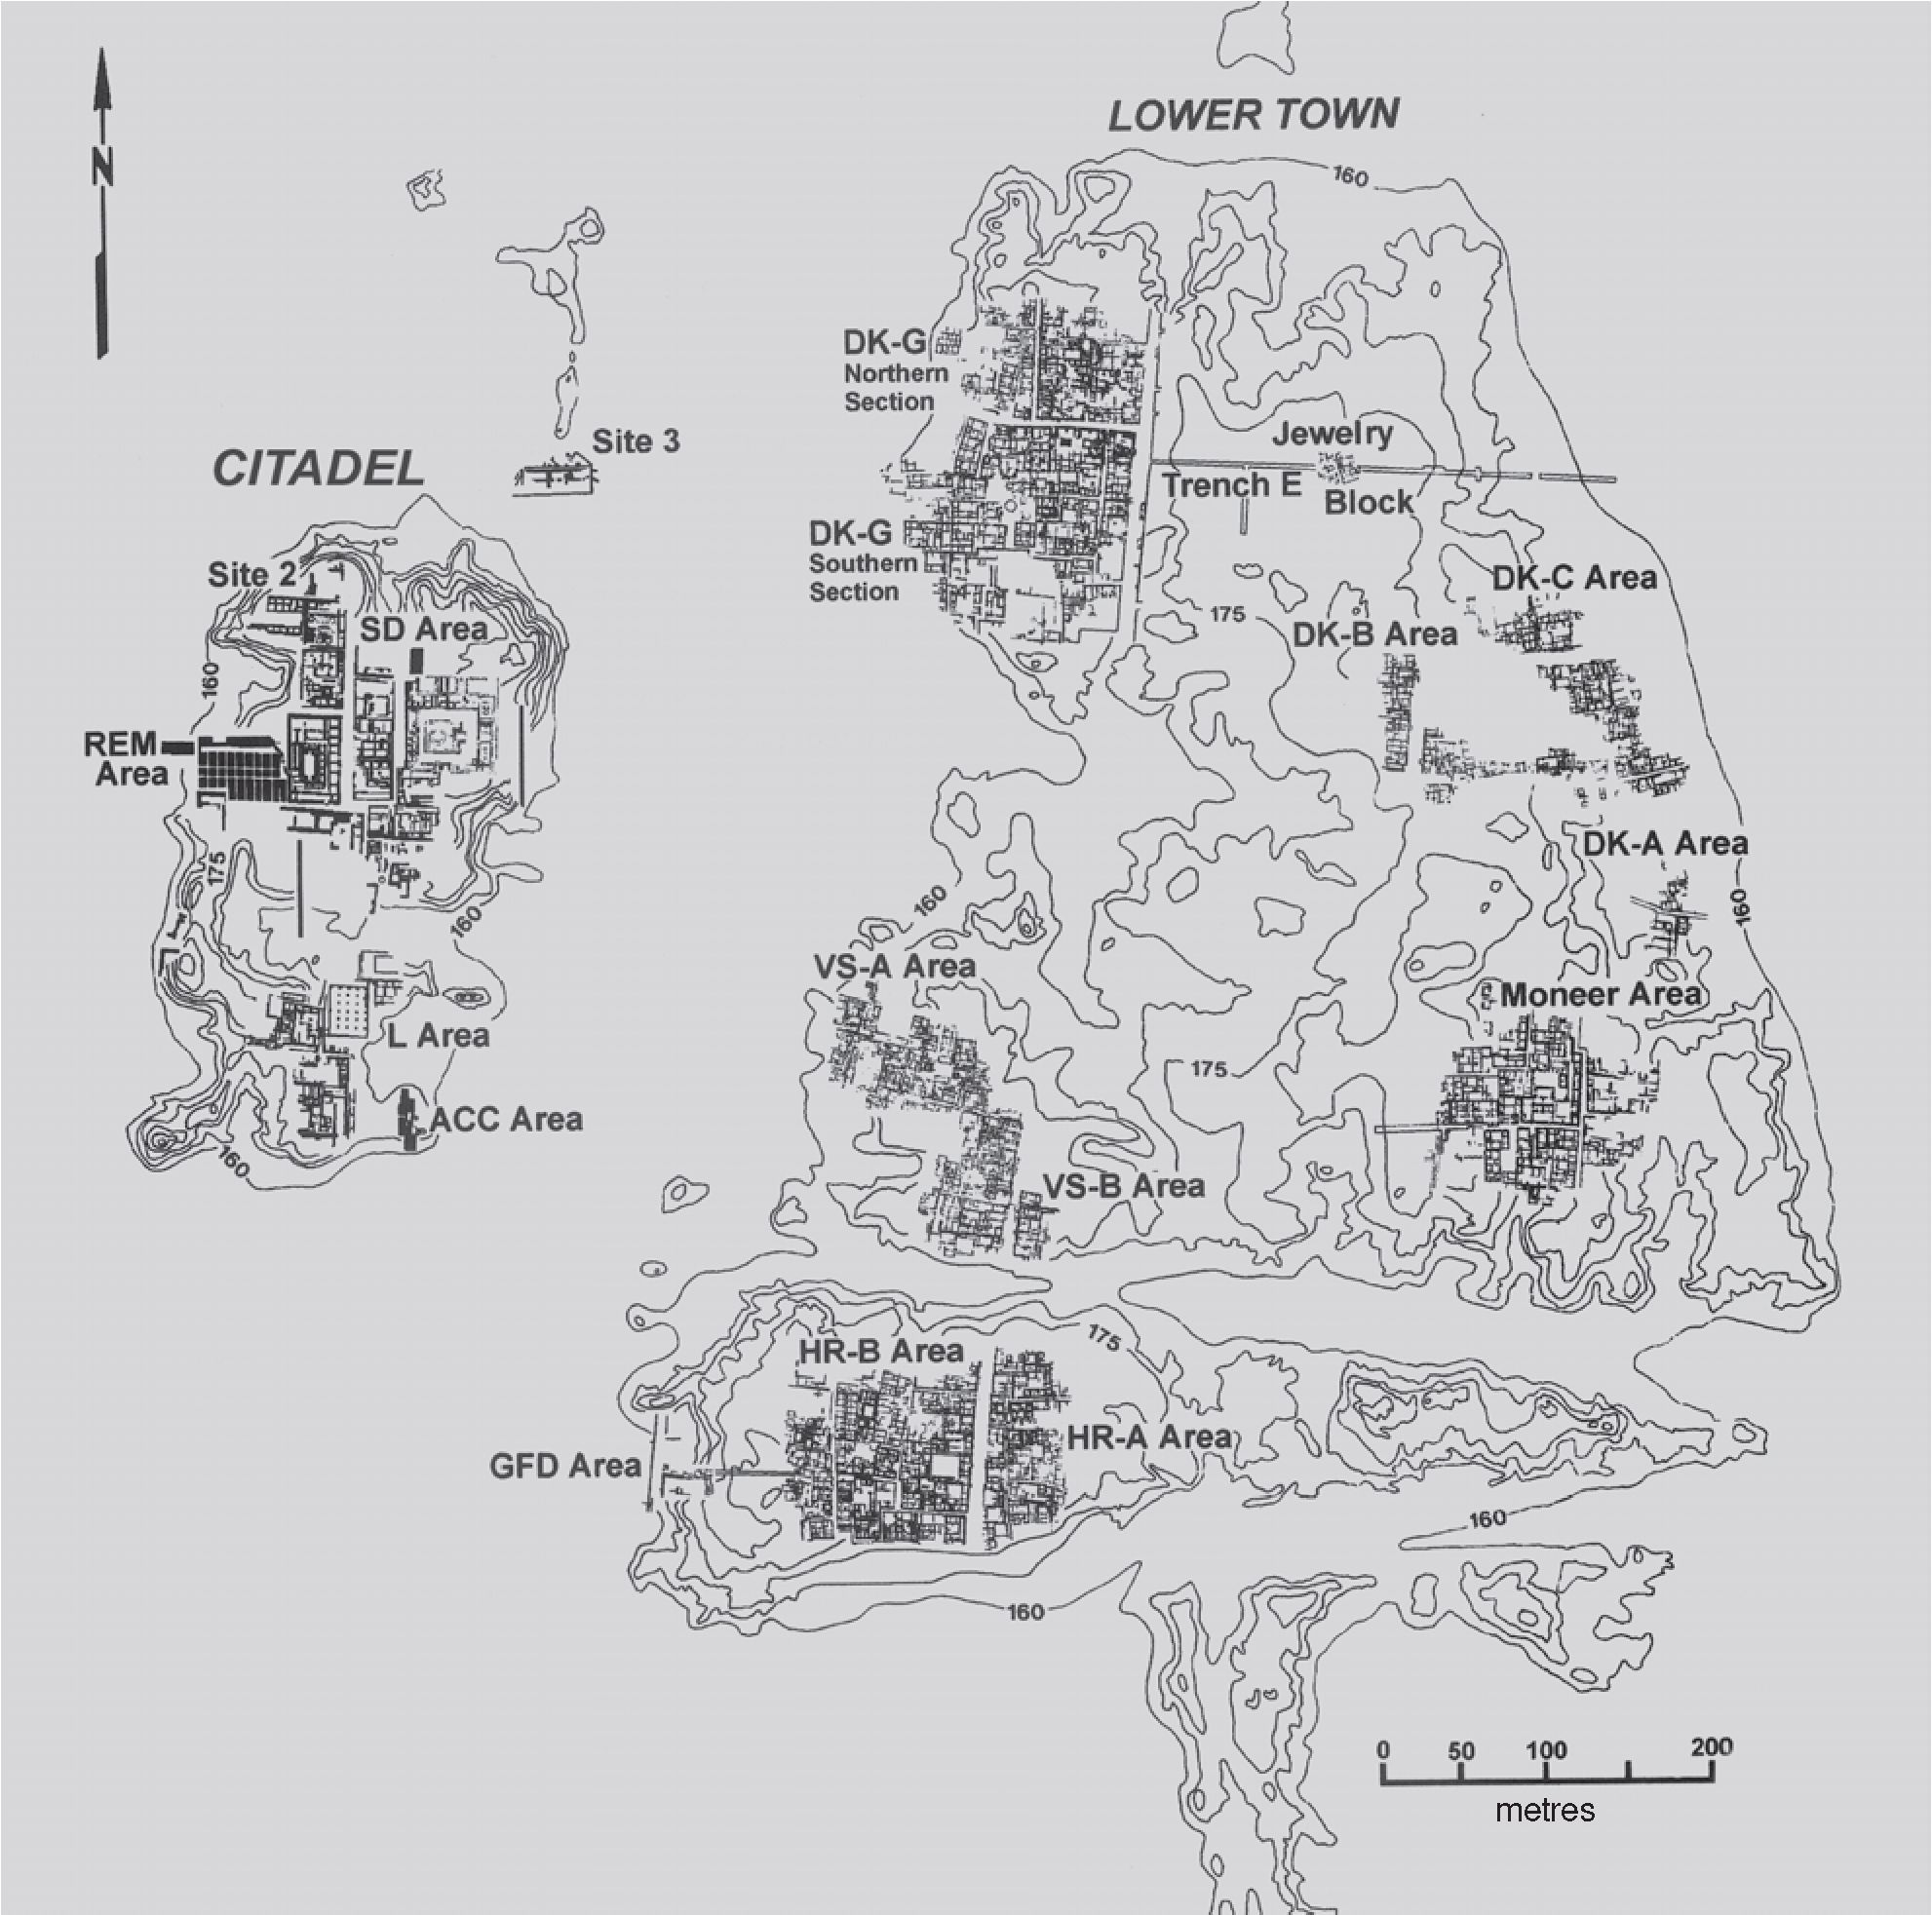 LOWER TOWN
N
160
DK-G
Northern
Section
Jewelry
Site 3
CITADEL
Trench E
Block
DK-G
Southern
Section
Site 2
DK-C Area
175
SD Area
DK-B Area
160
REM
Area
DK-A Area
175
160
160
160
VS-A Area
Moneer Area
L Area
175
ACC Area
160
VS-B Area
175
HR-B Area
HR-A Area
GFD Area
160
160
0 50 100 200
metres